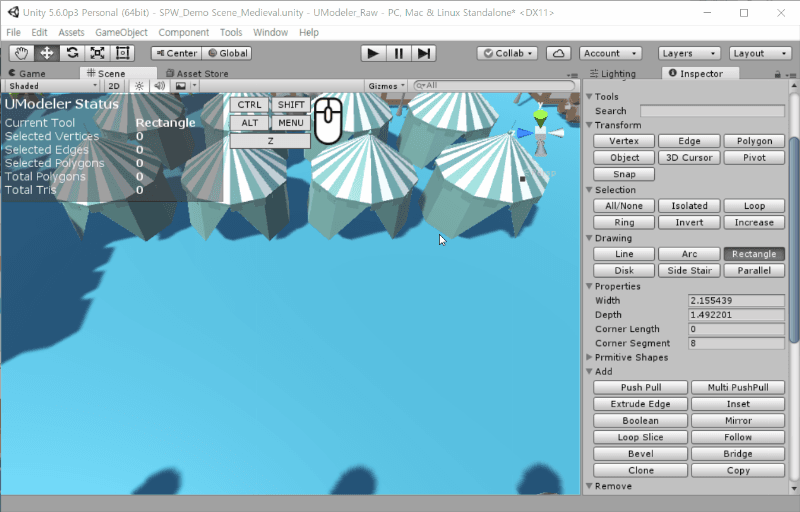 Unity 5.6.0p3 Personal (64bit) - SPW_Demo Scene_Medieval.unity - UModeler_Raw - PC, Mac & Linux Standalone* <DX11>
File Edit Assets GameObject Component Tools Window Help
Center Global Collab Account Layers Layout
Game Scene Asset Store Lighting Inspector
Shaded 2D Gizmos All
UModeler Status
Current Tool Rectangle
Selected Vertices 0
Selected Edges 0
Selected Polygons 0
Total Polygons 0
Total Tris 0
CTRL SHIFT
ALT MENU
Z
Tools
Search
Transform
Vertex Edge Polygon
Object 3D Cursor Pivot
Snap
Selection
All/None Isolated Loop
Ring Invert Increase
Drawing
Line Arc Rectangle
Disk Side Stair Parallel
Properties
Width 2.155439
Depth 1.492201
Corner Length 0
Corner Segment 8
Prmitive Shapes
Add
Push Pull Multi PushPull
Extrude Edge Inset
Boolean Mirror
Loop Slice Follow
Bevel Bridge
Clone Copy
Remove